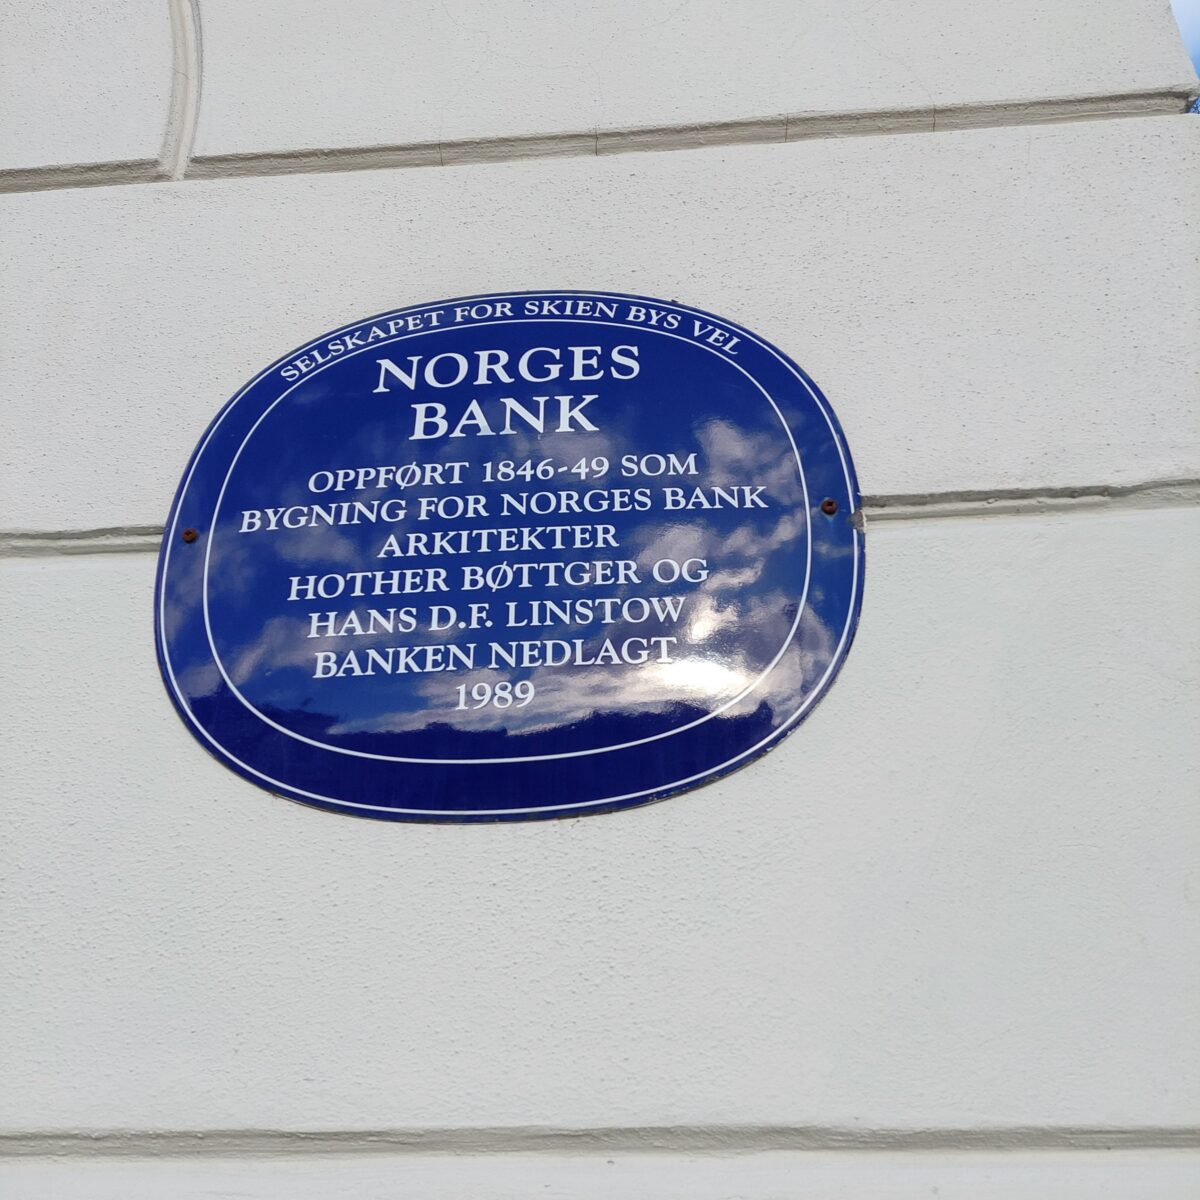 SELSKAPET FOR SKIEN BYS VEL
NORGES
BANK
OPPFØRT 1846-49 SOM
BYGNING FOR NORGES BANK
ARKITEKTER
HOTHER BØTTGER OG
HANS D.F. LINSTOW
BANKEN NEDLAGT
1989